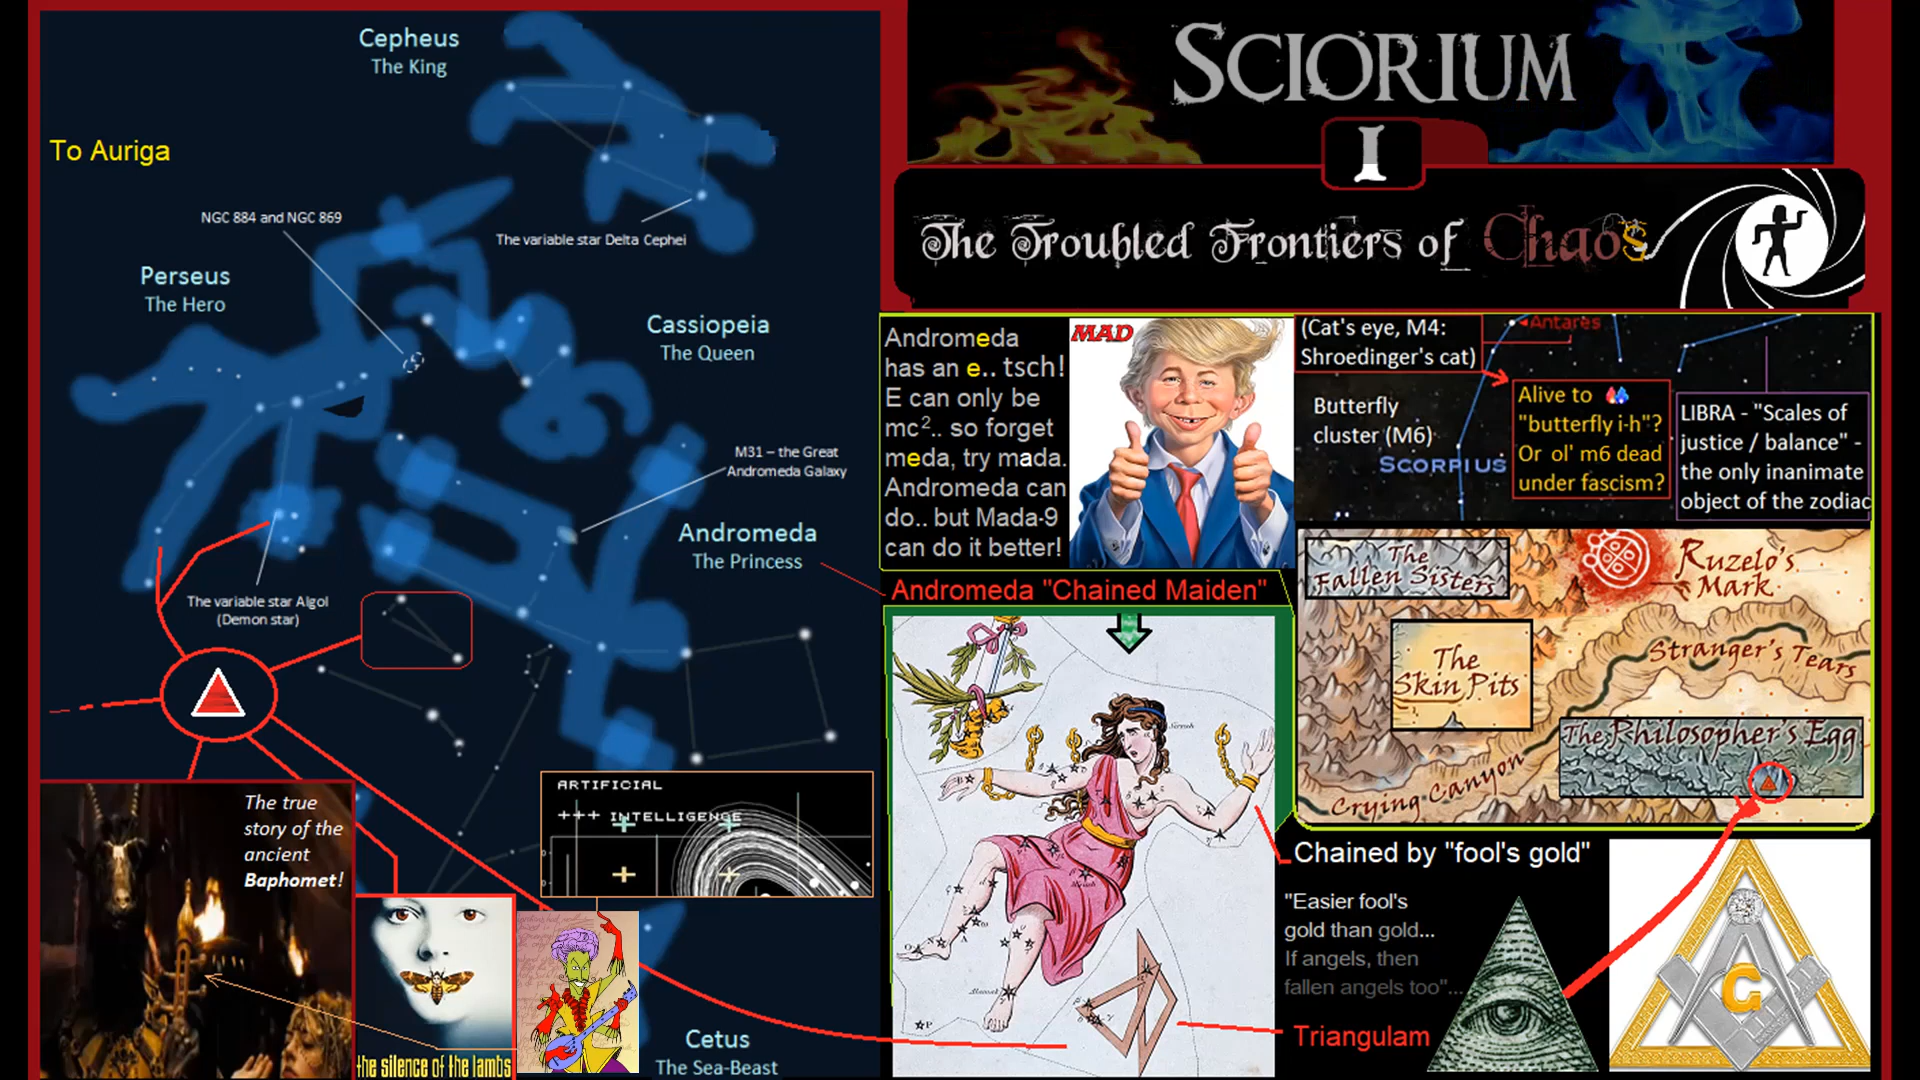 Cepheus
The King
To Auriga
NGC 884 and NGC 869
The variable star Delta Cephei
Perseus
The Hero
Cassiopeia
The Queen
M31 – the Great
Andromeda Galaxy
Andromeda
The Princess
The variable star Algol
(Demon star)
The true
story of the
ancient
Baphomet!
the silence of the lambs
ARTIFICIAL
+++ INTELLIGENCE
Cetus
The Sea-Beast
SCIORIUM
I
The Troubled Frontiers of Chaos
Andromeda
has an e.. tsch!
E can only be
mc².. so forget
meda, try mada.
Andromeda can
do.. but Mada-9
can do it better!
MAD
(Cat's eye, M4:
Shroedinger's cat)
Antares
Butterfly
cluster (M6)
SCORPIUS
Alive to
"butterfly i-h"?
Or ol' m6 dead
under fascism?
LIBRA - "Scales of
justice / balance" -
the only inanimate
object of the zodiac
Andromeda "Chained Maiden"
The
Fallen Sisters
Ruzelo's
Mark
The
Skin Pits
Stranger's Tears
The Philosopher's Egg
Crying Canyon
Chained by "fool's gold"
"Easier fool's
gold than gold...
If angels, then
fallen angels too"...
Triangulam
G